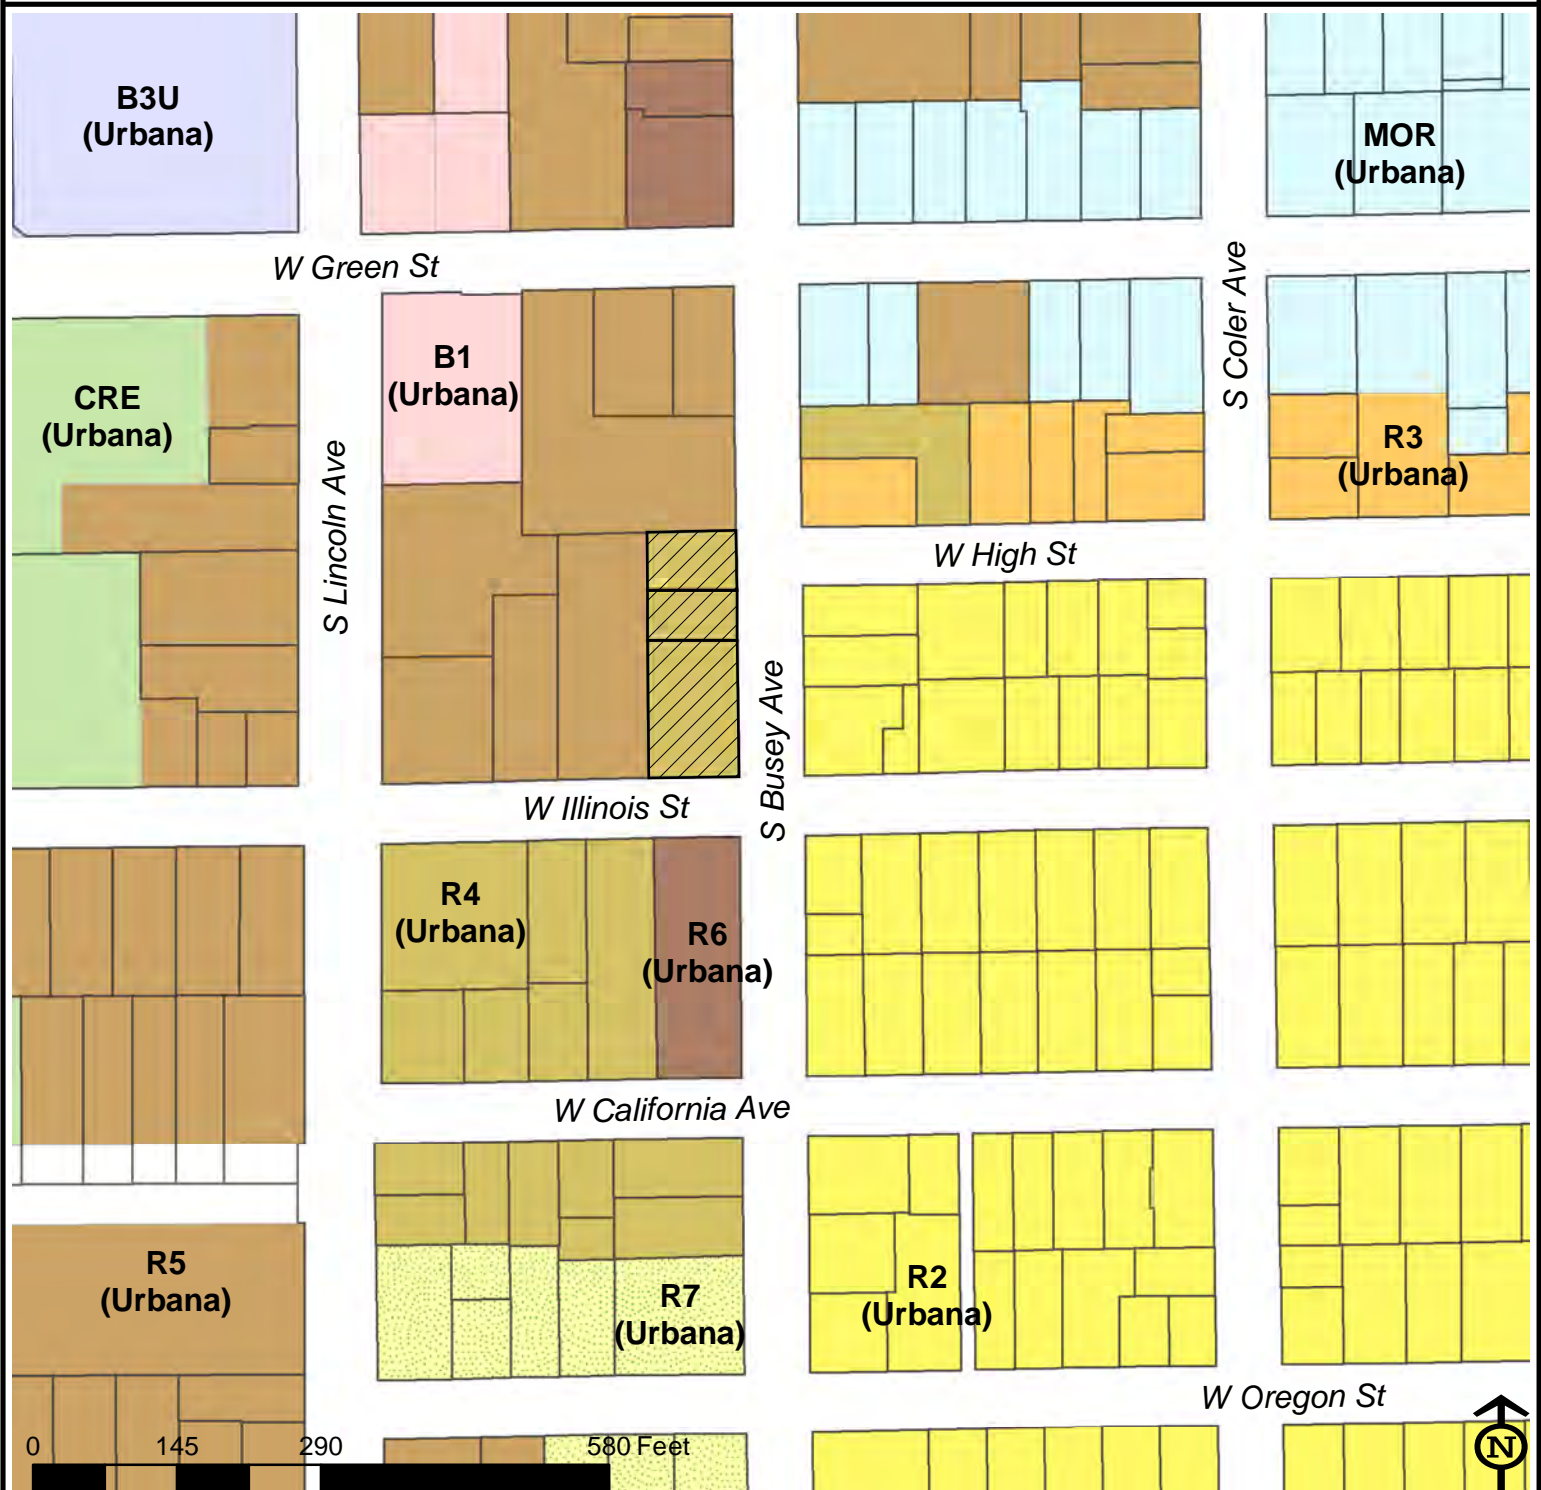 B3U
(Urbana)
MOR
(Urbana)
W Green St
S Coler Ave
B1
(Urbana)
CRE
(Urbana)
R3
(Urbana)
S Lincoln Ave
W High St
S Busey Ave
W Illinois St
R4
(Urbana)
R6
(Urbana)
W California Ave
R5
(Urbana)
R7
(Urbana)
R2
(Urbana)
W Oregon St
0 145 290 580 Feet
N